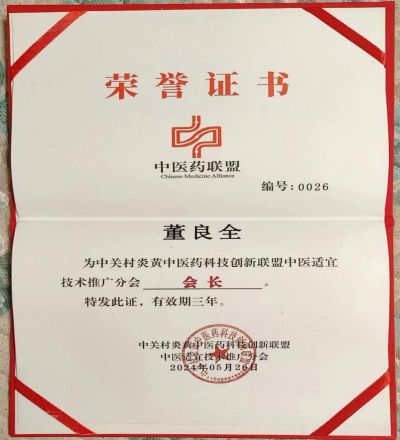 荣誉证书
中医药联盟
Chinese Medicine Alliance
编号:0026
董良全
为中关村炎黄中医药科技创新联盟中医适宜
技术推广分会 会长 。
特发此证,有效期三年。
中关村炎黄中医药科技创新联盟
中医适宜技术推广分会
2024年05月26日